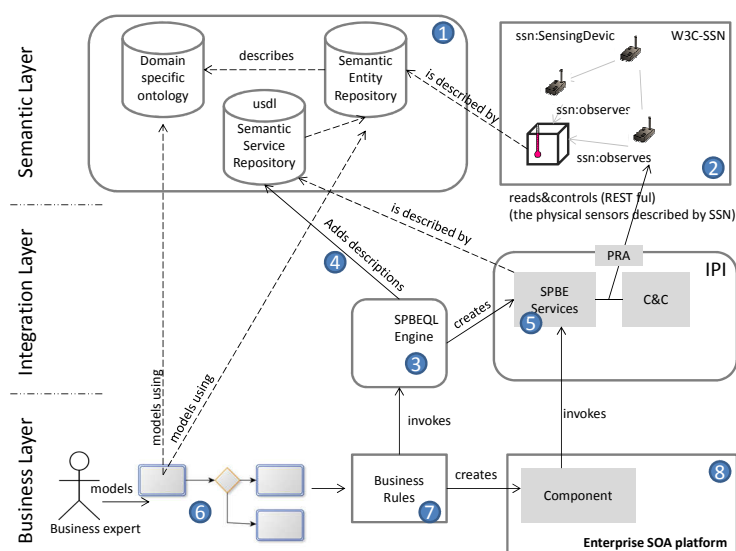 Semantic Layer
Integration Layer
Business Layer
1
Domain
specific
ontology
describes
Semantic
Entity
Repository
usdl
Semantic
Service
Repository
is described by
ssn:SensingDevic
W3C-SSN
ssn:observes
ssn:observes
2
reads&controls (REST ful)
(the physical sensors described by SSN)
is described by
Adds descriptions
4
PRA
IPI
SPBE
Services
5
C&C
SPBEQL
Engine
3
creates
models using
models using
invokes
invokes
models
Business expert
6
Business
Rules
7
creates
Component
8
Enterprise SOA platform